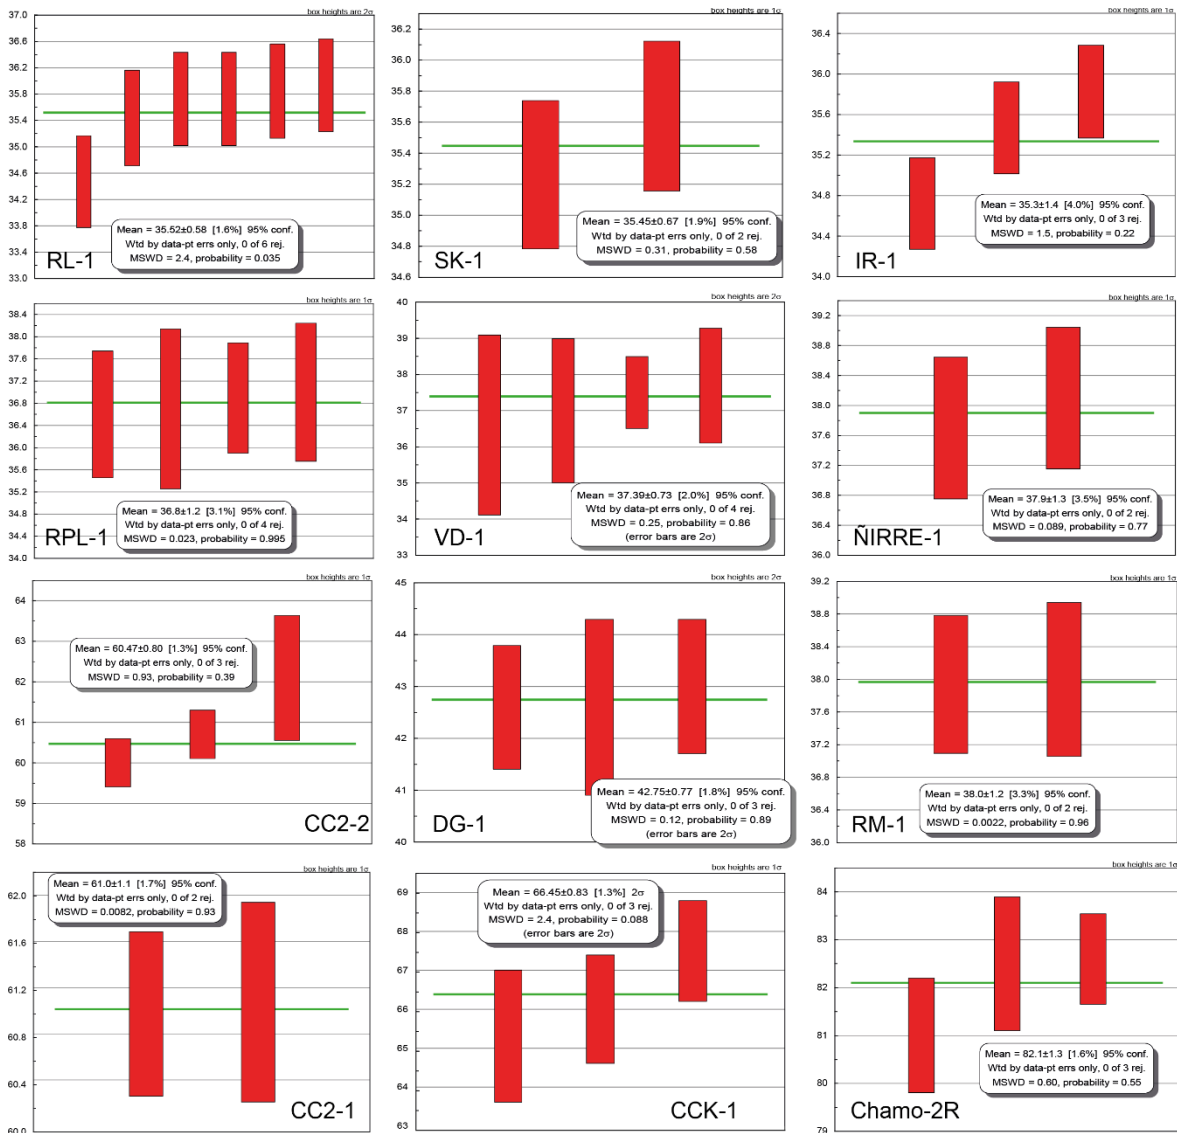 box heights are 2σ
37.0
36.6
36.2
35.8
35.4
35.0
34.6
34.2
33.8
33.4
33.0
Mean = 35.52±0.58 [1.6%] 95% conf.
Wtd by data-pt errs only, 0 of 6 rej.
MSWD = 2.4, probability = 0.035
RL-1
box heights are 1σ
36.2
36.0
35.8
35.6
35.4
35.2
35.0
34.8
34.6
Mean = 35.45±0.67 [1.9%] 95% conf.
Wtd by data-pt errs only, 0 of 2 rej.
MSWD = 0.31, probability = 0.58
SK-1
box heights are 1σ
36.4
36.0
35.6
35.2
34.8
34.4
34.0
Mean = 35.3±1.4 [4.0%] 95% conf.
Wtd by data-pt errs only, 0 of 3 rej.
MSWD = 1.5, probability = 0.22
IR-1
box heights are 1σ
38.4
38.0
37.6
37.2
36.8
36.4
36.0
35.6
35.2
34.8
34.4
34.0
Mean = 36.8±1.2 [3.1%] 95% conf.
Wtd by data-pt errs only, 0 of 4 rej.
MSWD = 0.023, probability = 0.995
RPL-1
box heights are 2σ
40
39
38
37
36
35
34
33
Mean = 37.39±0.73 [2.0%] 95% conf.
Wtd by data-pt errs only, 0 of 4 rej.
MSWD = 0.25, probability = 0.86
(error bars are 2σ)
VD-1
box heights are 1σ
39.2
38.8
38.4
38.0
37.6
37.2
36.8
36.4
36.0
Mean = 37.9±1.3 [3.5%] 95% conf.
Wtd by data-pt errs only, 0 of 2 rej.
MSWD = 0.089, probability = 0.77
ÑIRRE-1
box heights are 1σ
64
63
62
61
60
59
58
Mean = 60.47±0.80 [1.3%] 95% conf.
Wtd by data-pt errs only, 0 of 3 rej.
MSWD = 0.93, probability = 0.39
CC2-2
box heights are 2σ
45
44
43
42
41
40
Mean = 42.75±0.77 [1.8%] 95% conf.
Wtd by data-pt errs only, 0 of 3 rej.
MSWD = 0.12, probability = 0.89
(error bars are 2σ)
DG-1
box heights are 1σ
39.2
38.8
38.4
38.0
37.6
37.2
36.8
36.4
36.0
Mean = 38.0±1.2 [3.3%] 95% conf.
Wtd by data-pt errs only, 0 of 2 rej.
MSWD = 0.0022, probability = 0.96
RM-1
box heights are 1σ
62.0
61.6
61.2
60.8
60.4
60.0
Mean = 61.0±1.1 [1.7%] 95% conf.
Wtd by data-pt errs only, 0 of 2 rej.
MSWD = 0.0082, probability = 0.93
CC2-1
box heights are 1σ
69
68
67
66
65
64
63
Mean = 66.45±0.83 [1.3%] 2σ
Wtd by data-pt errs only, 0 of 3 rej.
MSWD = 2.4, probability = 0.088
(error bars are 2σ)
CCK-1
box heights are 1σ
84
83
82
81
80
79
Mean = 82.1±1.3 [1.6%] 95% conf.
Wtd by data-pt errs only, 0 of 3 rej.
MSWD = 0.60, probability = 0.55
Chamo-2R